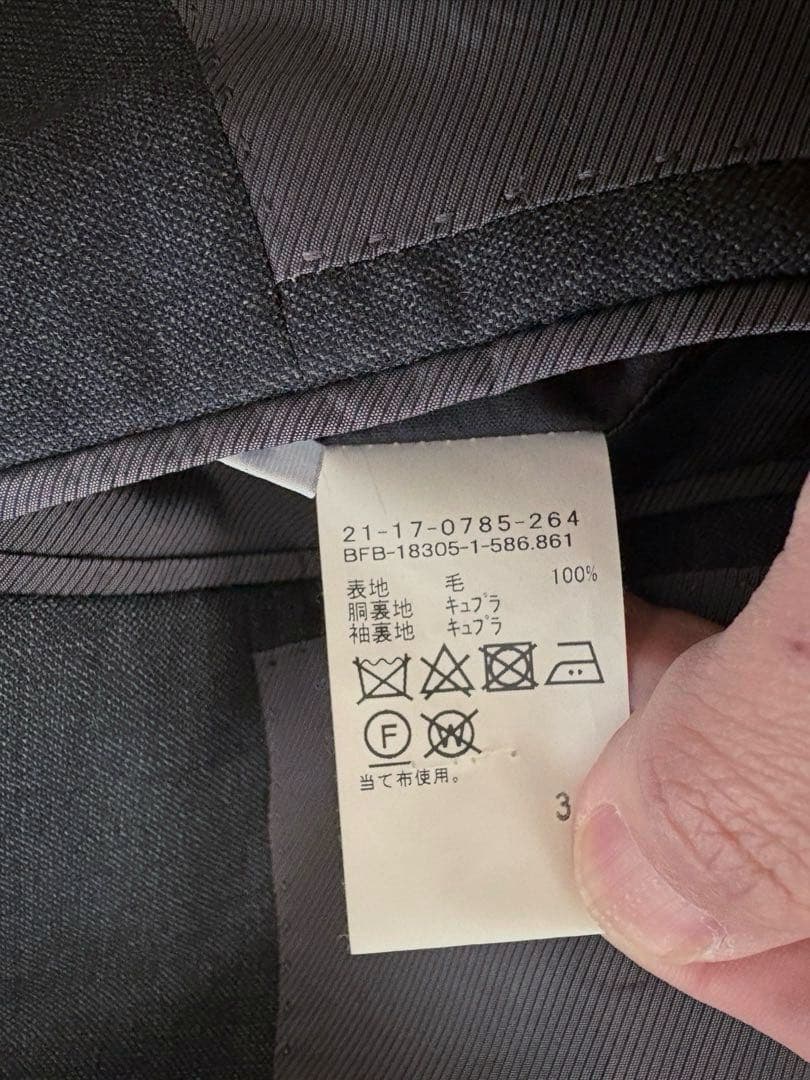 21-17-0785-264
BFB-18305-1-586.861
表地 毛 100%
胴裏地 キュプラ
袖裏地 キュプラ
F W
当て布使用。
3